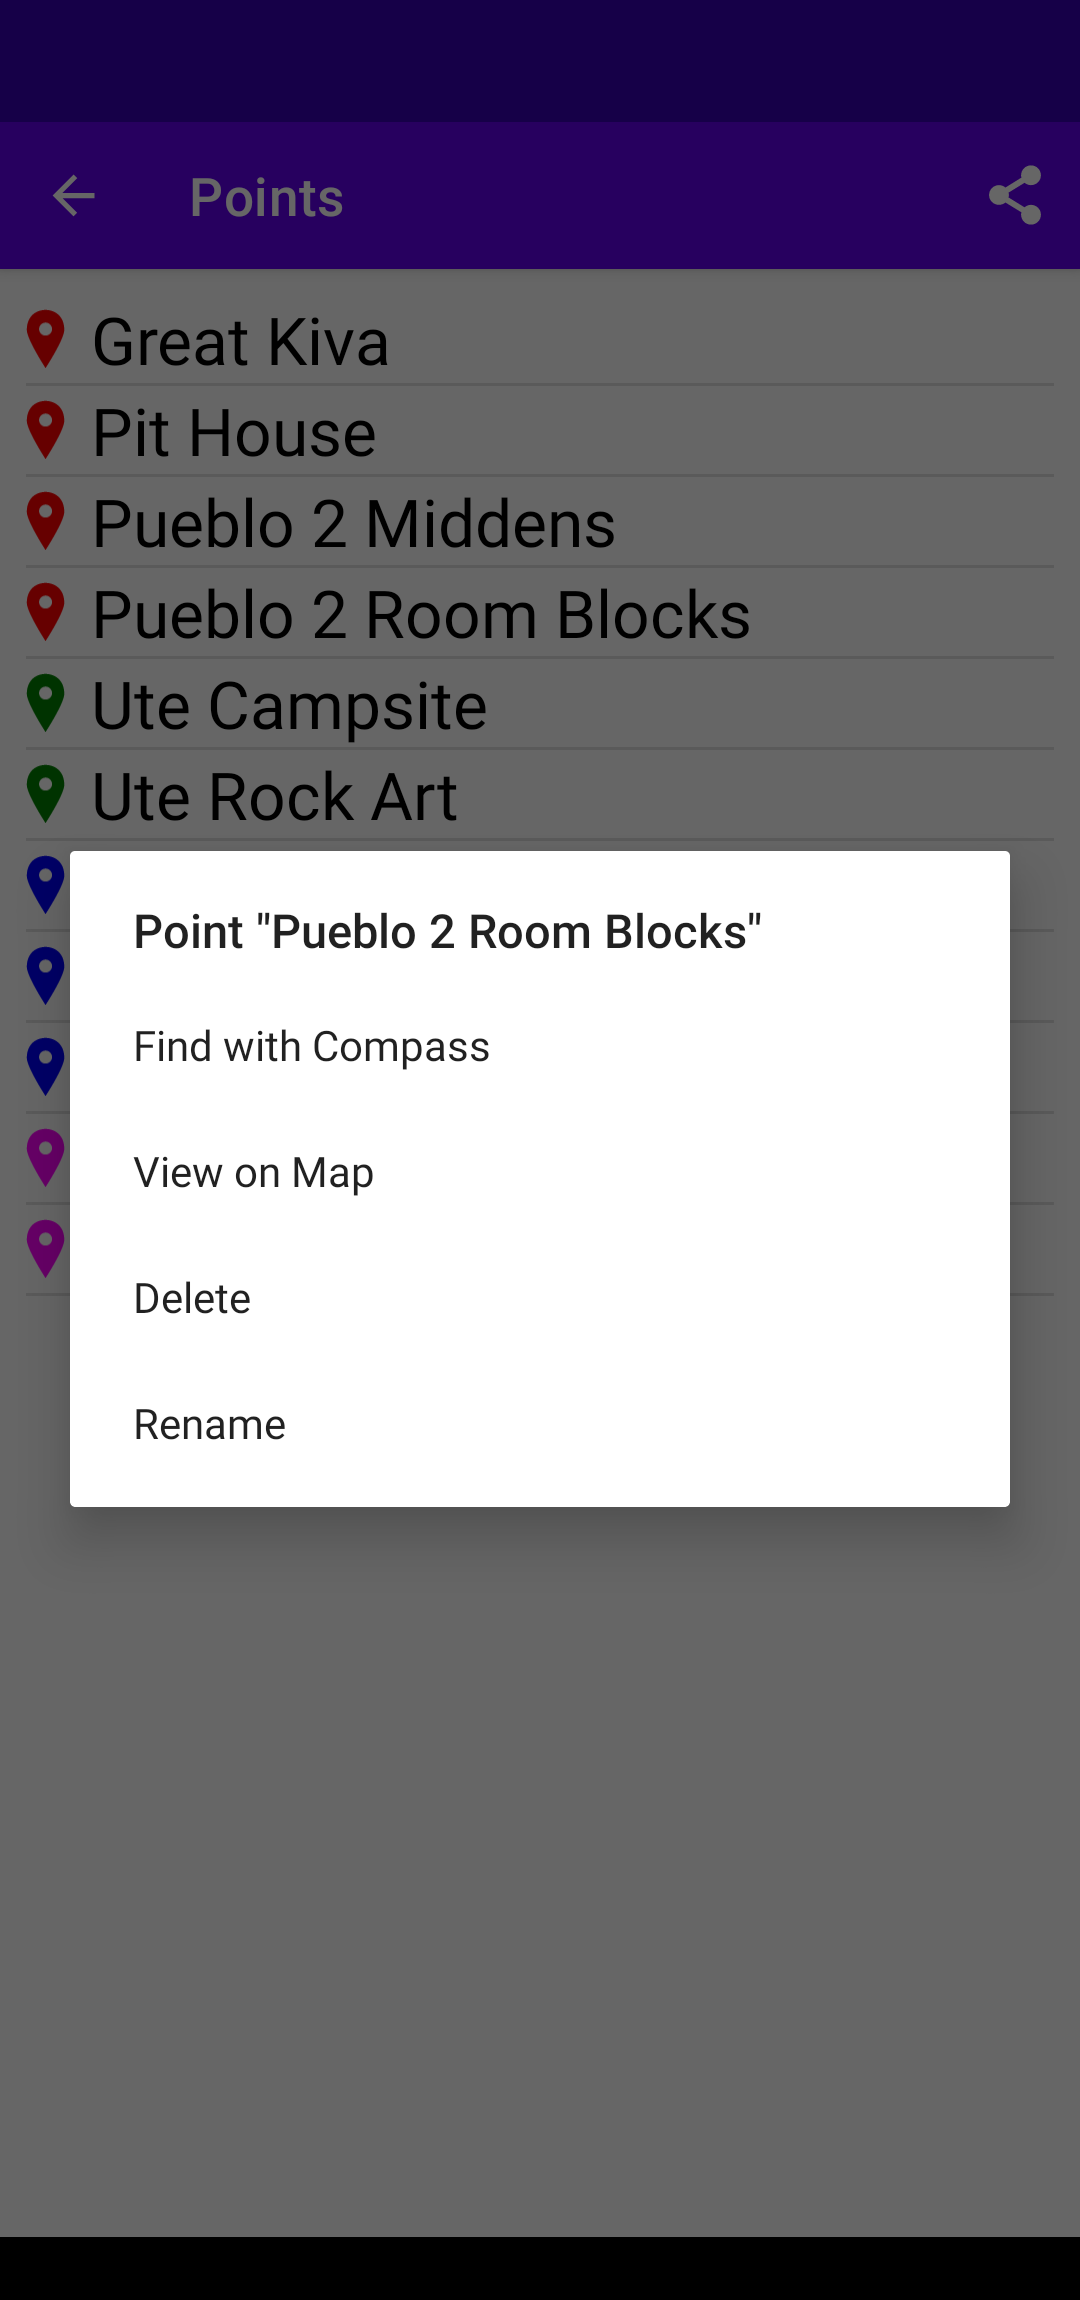 Points
Great Kiva
Pit House
Pueblo 2 Middens
Pueblo 2 Room Blocks
Ute Campsite
Ute Rock Art
Point "Pueblo 2 Room Blocks"
Find with Compass
View on Map
Delete
Rename